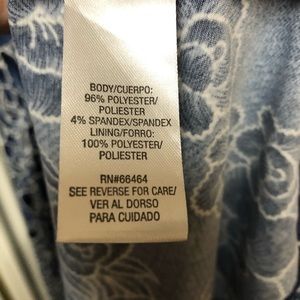 BODY/CUERPO:
96% POLYESTER/
POLIESTER
4% SPANDEX/SPANDEX
LINING/FORRO:
100% POLYESTER/
POLIESTER
RN#66464
SEE REVERSE FOR CARE/
VER AL DORSO
PARA CUIDADO